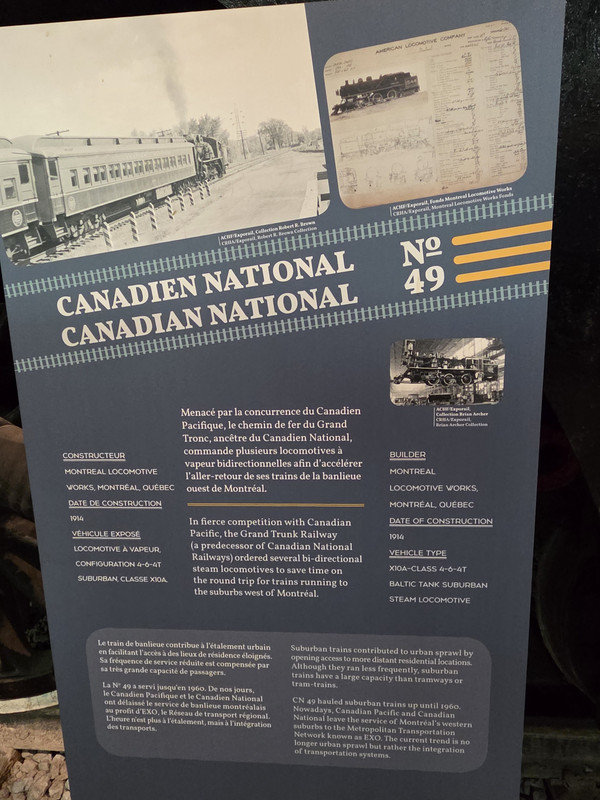 AMERICAN LOCOMOTIVE COMPANY
ACHF/Exporail, Collection Robert R. Brown
CRHA/Exporail, Robert R. Brown Collection
ACHF/Exporail, Fonds Montreal Locomotive Works
CRHA/Exporail, Montreal Locomotive Works Fonds
CANADIEN NATIONAL
CANADIAN NATIONAL
Nº
49
ACHF/Exporail,
Collection Brian Archer
CRHA/Exporail,
Brian Archer Collection
Menacé par la concurrence du Canadien
Pacifique, le chemin de fer du Grand
Tronc, ancêtre du Canadien National,
commande plusieurs locomotives à
vapeur bidirectionnelles afin d'accélérer
l'aller-retour de ses trains de la banlieue
ouest de Montréal.
CONSTRUCTEUR
MONTREAL LOCOMOTIVE
WORKS, MONTRÉAL, QUÉBEC
DATE DE CONSTRUCTION
1914
VÉHICULE EXPOSÉ
LOCOMOTIVE À VAPEUR,
CONFIGURATION 4-6-4T
SUBURBAN, CLASSE X10A.
In fierce competition with Canadian
Pacific, the Grand Trunk Railway
(a predecessor of Canadian National
Railways) ordered several bi-directional
steam locomotives to save time on
the round trip for trains running to
the suburbs west of Montréal.
BUILDER
MONTREAL
LOCOMOTIVE WORKS,
MONTRÉAL, QUÉBEC
DATE OF CONSTRUCTION
1914
VEHICLE TYPE
X10A-CLASS 4-6-4T
BALTIC TANK SUBURBAN
STEAM LOCOMOTIVE
Le train de banlieue contribue à l'étalement urbain
en facilitant l'accès à des lieux de résidence éloignés.
Sa fréquence de service réduite est compensée par
sa très grande capacité de passagers.
La Nº 49 a servi jusqu'en 1960. De nos jours,
le Canadien Pacifique et le Canadien National
ont délaissé le service de banlieue montréalais
au profit d'EXO, le Réseau de transport régional.
L'heure n'est plus à l'étalement, mais à l'intégration
des transports.
Suburban trains contributed to urban sprawl by
opening access to more distant residential locations.
Although they ran less frequently, suburban
trains have a large capacity than tramways or
tram-trains.
CN 49 hauled suburban trains up until 1960.
Nowadays, Canadian Pacific and Canadian
National leave the service of Montréal's western
suburbs to the Metropolitan Transportation
Network known as EXO. The current trend is no
longer urban sprawl but rather the integration
of transportation systems.